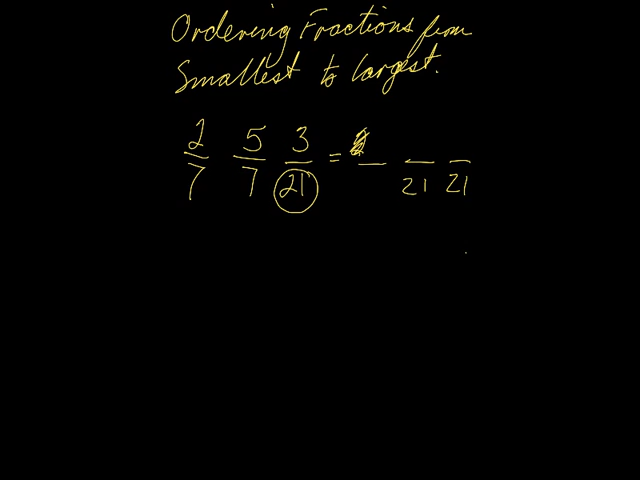 Ordering Fractions from
Smallest to largest.
2/7 5/7 3/21 = _ _/21 _/21